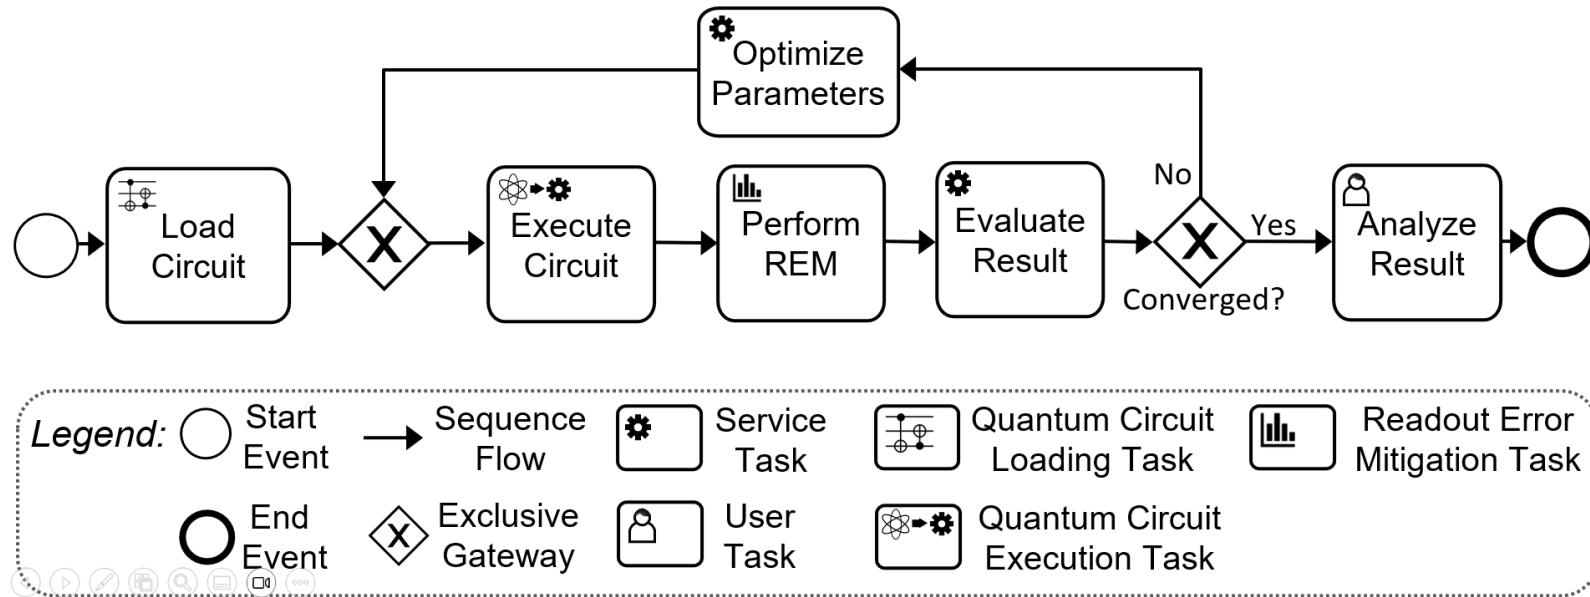 Optimize
Parameters
Load
Circuit
X
Execute
Circuit
Perform
REM
Evaluate
Result
No
X
Yes
Converged?
Analyze
Result
Legend:
Start
Event
Sequence
Flow
Service
Task
Quantum Circuit
Loading Task
Readout Error
Mitigation Task
End
Event
X
Exclusive
Gateway
User
Task
Quantum Circuit
Execution Task